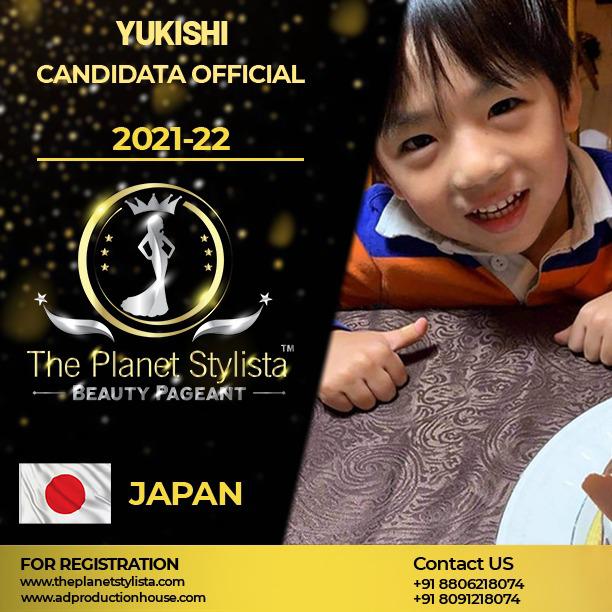 YUKISHI
CANDIDATA OFFICIAL
2021-22
The Planet Stylista™
BEAUTY PAGEANT
JAPAN
FOR REGISTRATION
www.theplanetstylista.com
www.adproductionhouse.com
Contact US
+91 8806218074
+91 8091218074